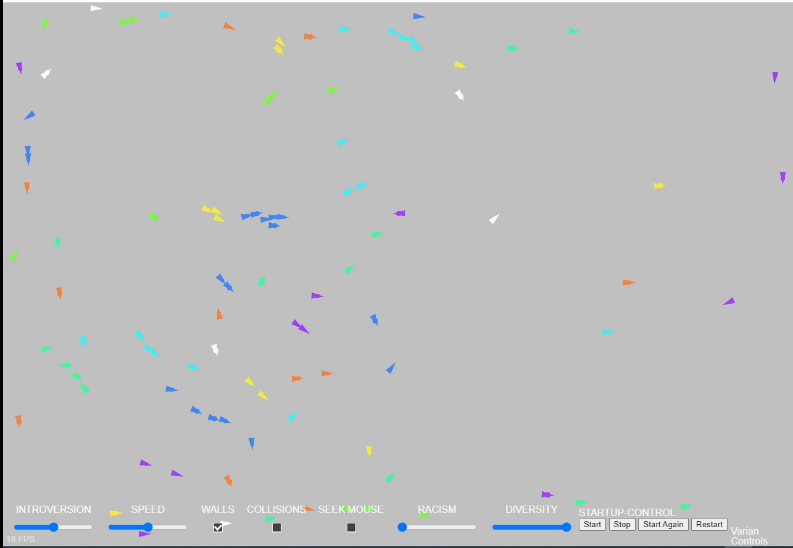 INTROVERSION SPEED WALLS COLLISIONS SEEK MOUSE RACISM DIVERSITY STARTUP-CONTROL
Start Stop Start Again Restart
Varian
Controls
18 FPS